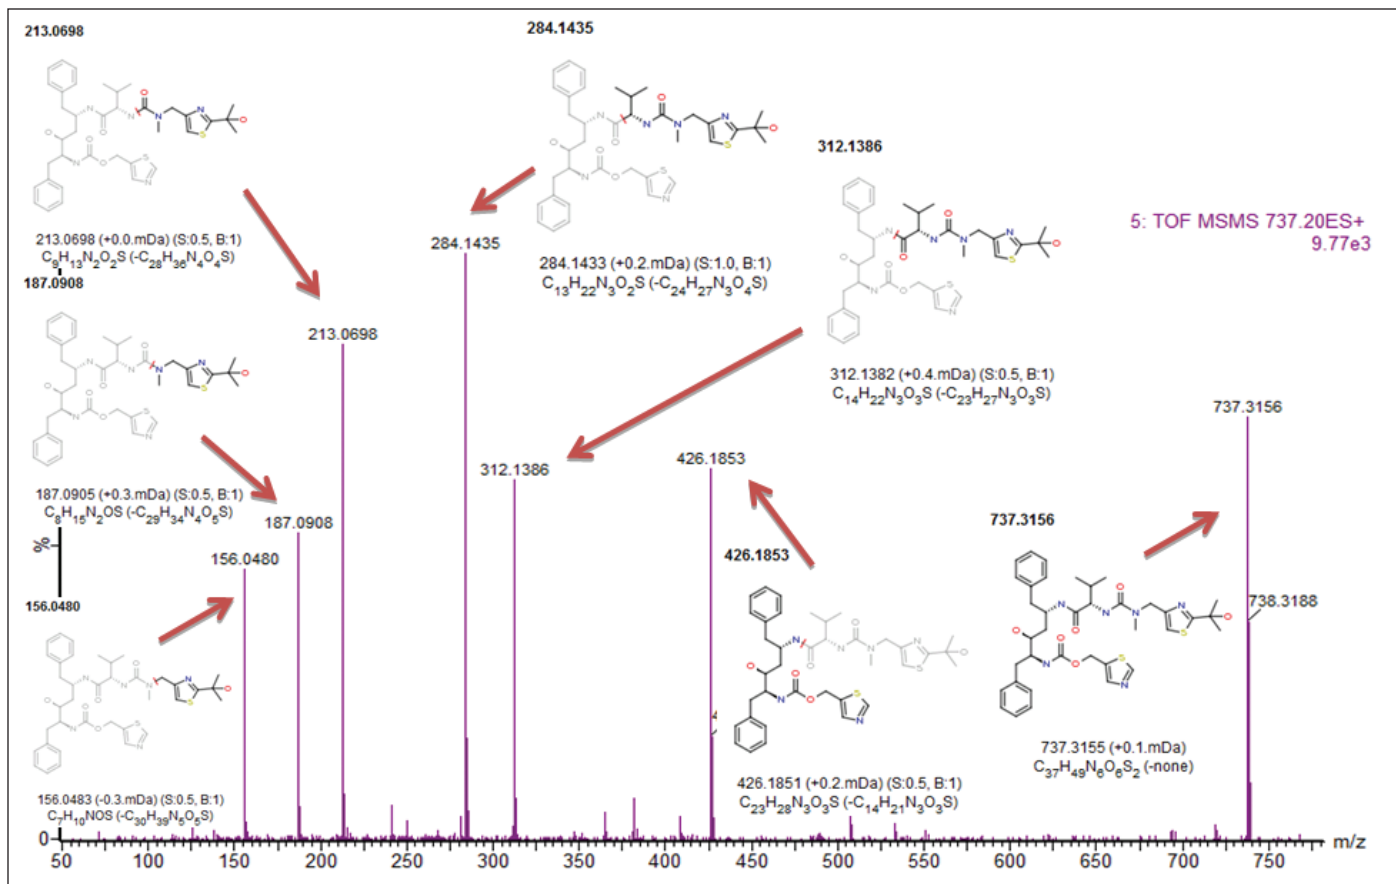 213.0698
213.0698 (+0.0.mDa) (S:0.5, B:1)
C9H13N2O2S (-C28H36N4O4S)
187.0908
187.0905 (+0.3.mDa) (S:0.5, B:1)
C8H15N2OS (-C29H34N4O5S)
156.0480
156.0483 (-0.3.mDa) (S:0.5, B:1)
C7H10NOS (-C30H39N5O5S)
284.1435
284.1433 (+0.2.mDa) (S:1.0, B:1)
C13H22N3O2S (-C24H27N3O4S)
312.1386
312.1382 (+0.4.mDa) (S:0.5, B:1)
C14H22N3O3S (-C23H27N3O3S)
5: TOF MSMS 737.20ES+
9.77e3
426.1853
426.1851 (+0.2.mDa) (S:0.5, B:1)
C23H28N3O3S (-C14H21N3O3S)
737.3156
737.3155 (+0.1.mDa)
C37H49N6O6S2 (-none)
156.0480
187.0908
213.0698
284.1435
312.1386
426.1853
737.3156
738.3188
%
0
50 100 150 200 250 300 350 400 450 500 550 600 650 700 750 m/z